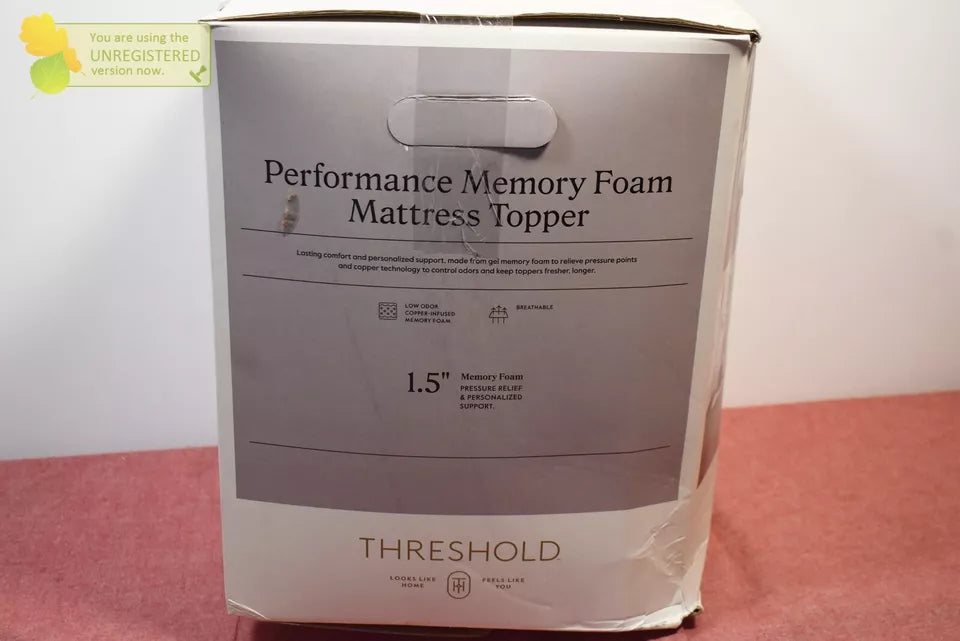 You are using the
UNREGISTERED
version now.
Performance Memory Foam
Mattress Topper
Lasting comfort and personalized support, made from gel memory foam to relieve pressure points
and copper technology to control odors and keep toppers fresher, longer.
LOW ODOR
COPPER-INFUSED
MEMORY FOAM
BREATHABLE
1.5"
Memory Foam
PRESSURE RELIEF
& PERSONALIZED
SUPPORT.
THRESHOLD
LOOKS LIKE
HOME
FEELS LIKE
YOU